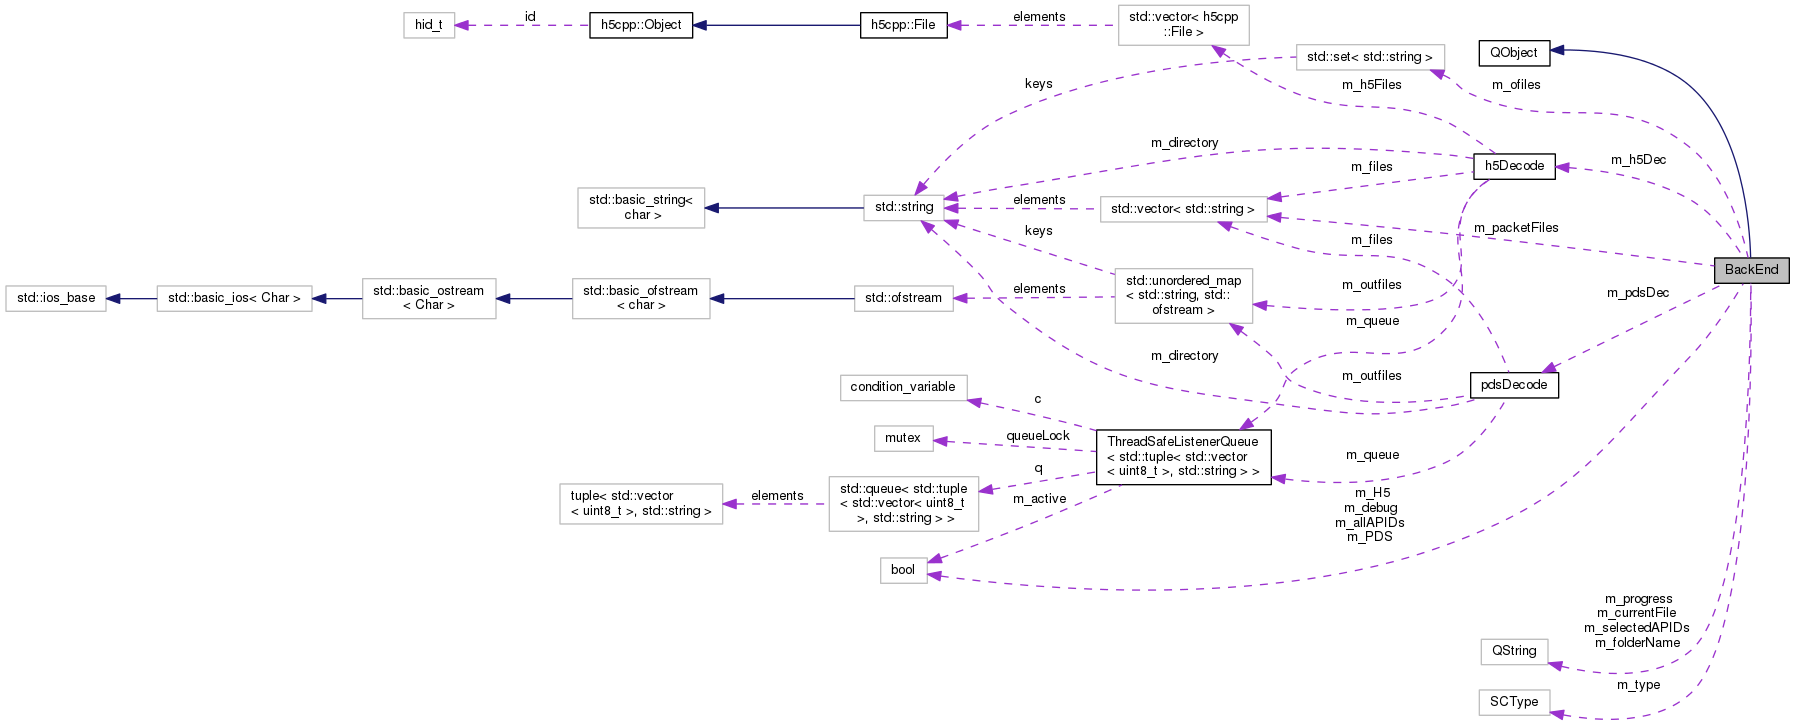 hid_t
id
h5cpp::Object
h5cpp::File
elements
std::vector< h5cpp
::File >
std::set< std::string >
QObject
keys
m_h5Files
m_ofiles
m_directory
m_files
h5Decode
m_h5Dec
std::basic_string<
char >
std::string
elements
std::vector< std::string >
m_packetFiles
keys
m_files
BackEnd
std::ios_base
std::basic_ios< Char >
std::basic_ostream
< Char >
std::basic_ofstream
< char >
std::ofstream
elements
std::unordered_map
< std::string, std::
ofstream >
m_outfiles
m_pdsDec
m_queue
m_directory
m_outfiles
pdsDecode
condition_variable
c
mutex
queueLock
ThreadSafeListenerQueue
< std::tuple< std::vector
< uint8_t >, std::string > >
m_queue
tuple< std::vector
< uint8_t >, std::string >
elements
std::queue< std::tuple
< std::vector< uint8_t
>, std::string > >
q
m_active
m_H5
m_debug
m_allAPIDs
m_PDS
bool
m_progress
m_currentFile
m_selectedAPIDs
m_folderName
QString
m_type
SCType